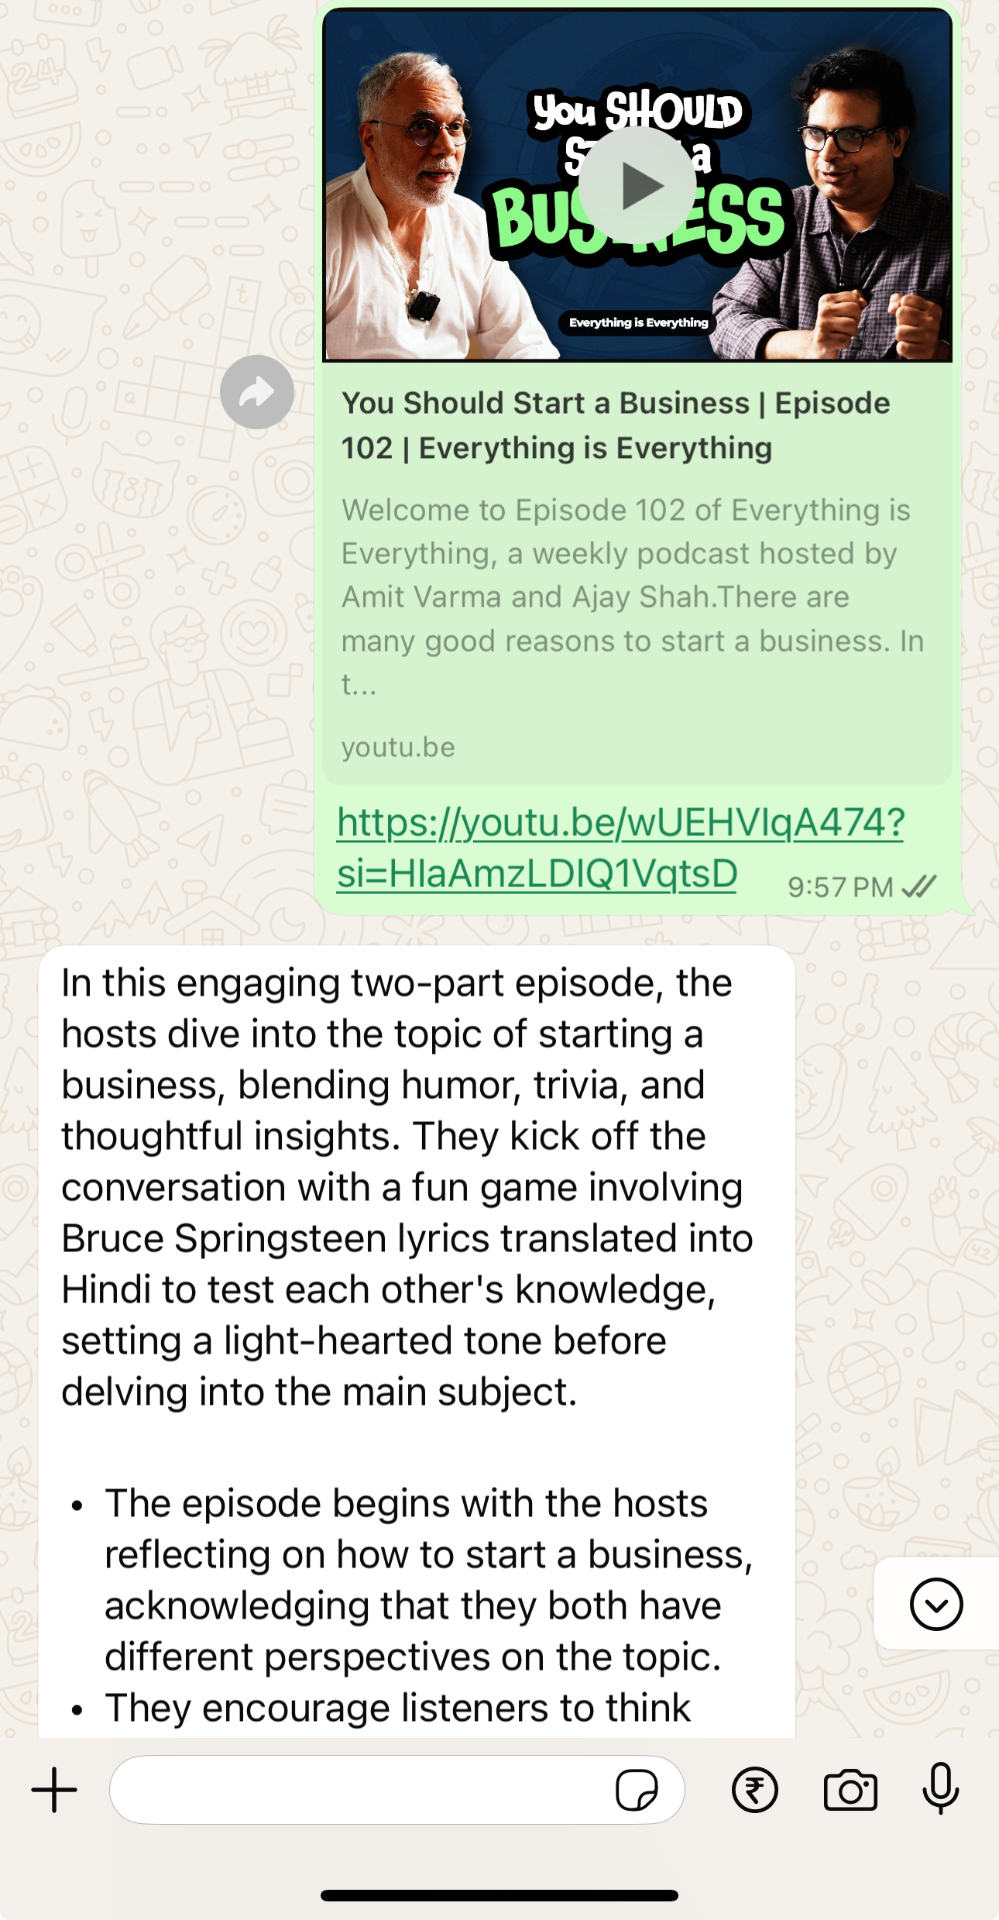 You SHOULD
a
BUSINESS
Everything is Everything
You Should Start a Business | Episode
102 | Everything is Everything
Welcome to Episode 102 of Everything is
Everything, a weekly podcast hosted by
Amit Varma and Ajay Shah.There are
many good reasons to start a business. In
t...
youtu.be
https://youtu.be/wUEHVIqA474?
si=HIaAmzLDIQ1VqtsD
9:57 PM
In this engaging two-part episode, the
hosts dive into the topic of starting a
business, blending humor, trivia, and
thoughtful insights. They kick off the
conversation with a fun game involving
Bruce Springsteen lyrics translated into
Hindi to test each other's knowledge,
setting a light-hearted tone before
delving into the main subject.
• The episode begins with the hosts
reflecting on how to start a business,
acknowledging that they both have
different perspectives on the topic.
• They encourage listeners to think